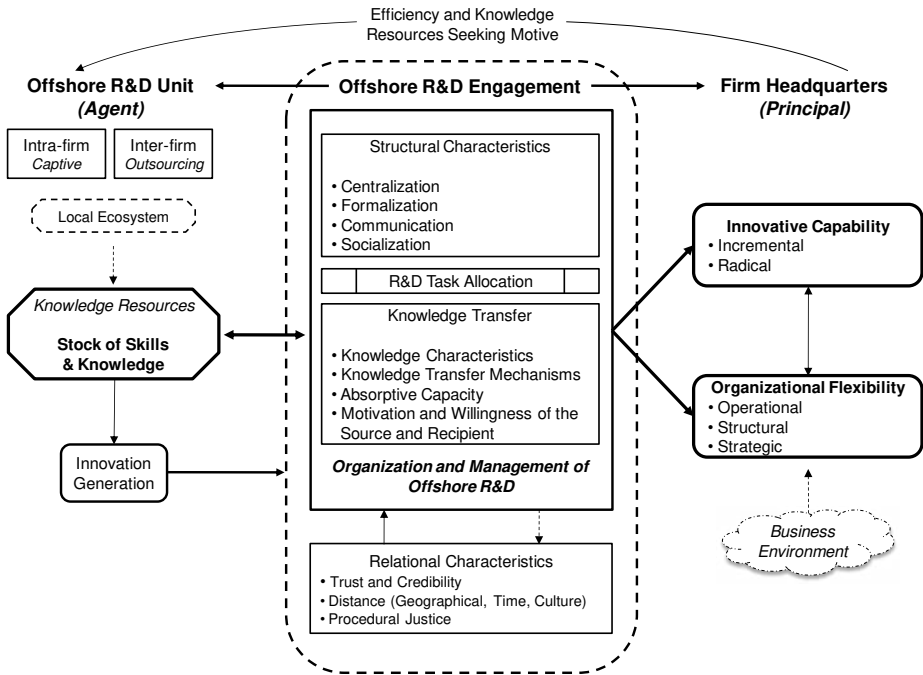 Efficiency and Knowledge
Resources Seeking Motive
Offshore R&D Unit
(Agent)
Offshore R&D Engagement
Firm Headquarters
(Principal)
Intra-firm
Captive
Inter-firm
Outsourcing
Local Ecosystem
Knowledge Resources
Stock of Skills
& Knowledge
Innovation
Generation
Structural Characteristics
• Centralization
• Formalization
• Communication
• Socialization
R&D Task Allocation
Knowledge Transfer
• Knowledge Characteristics
• Knowledge Transfer Mechanisms
• Absorptive Capacity
• Motivation and Willingness of the
Source and Recipient
Organization and Management of
Offshore R&D
Relational Characteristics
• Trust and Credibility
• Distance (Geographical, Time, Culture)
• Procedural Justice
Innovative Capability
• Incremental
• Radical
Organizational Flexibility
• Operational
• Structural
• Strategic
Business
Environment